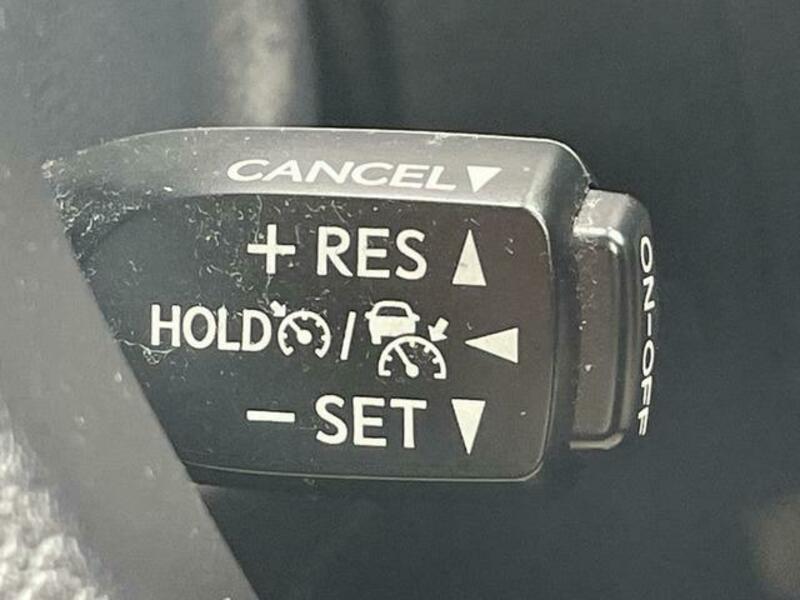 CANCEL▼
+ RES ▲
HOLD / ◀
− SET ▼
ON-OFF